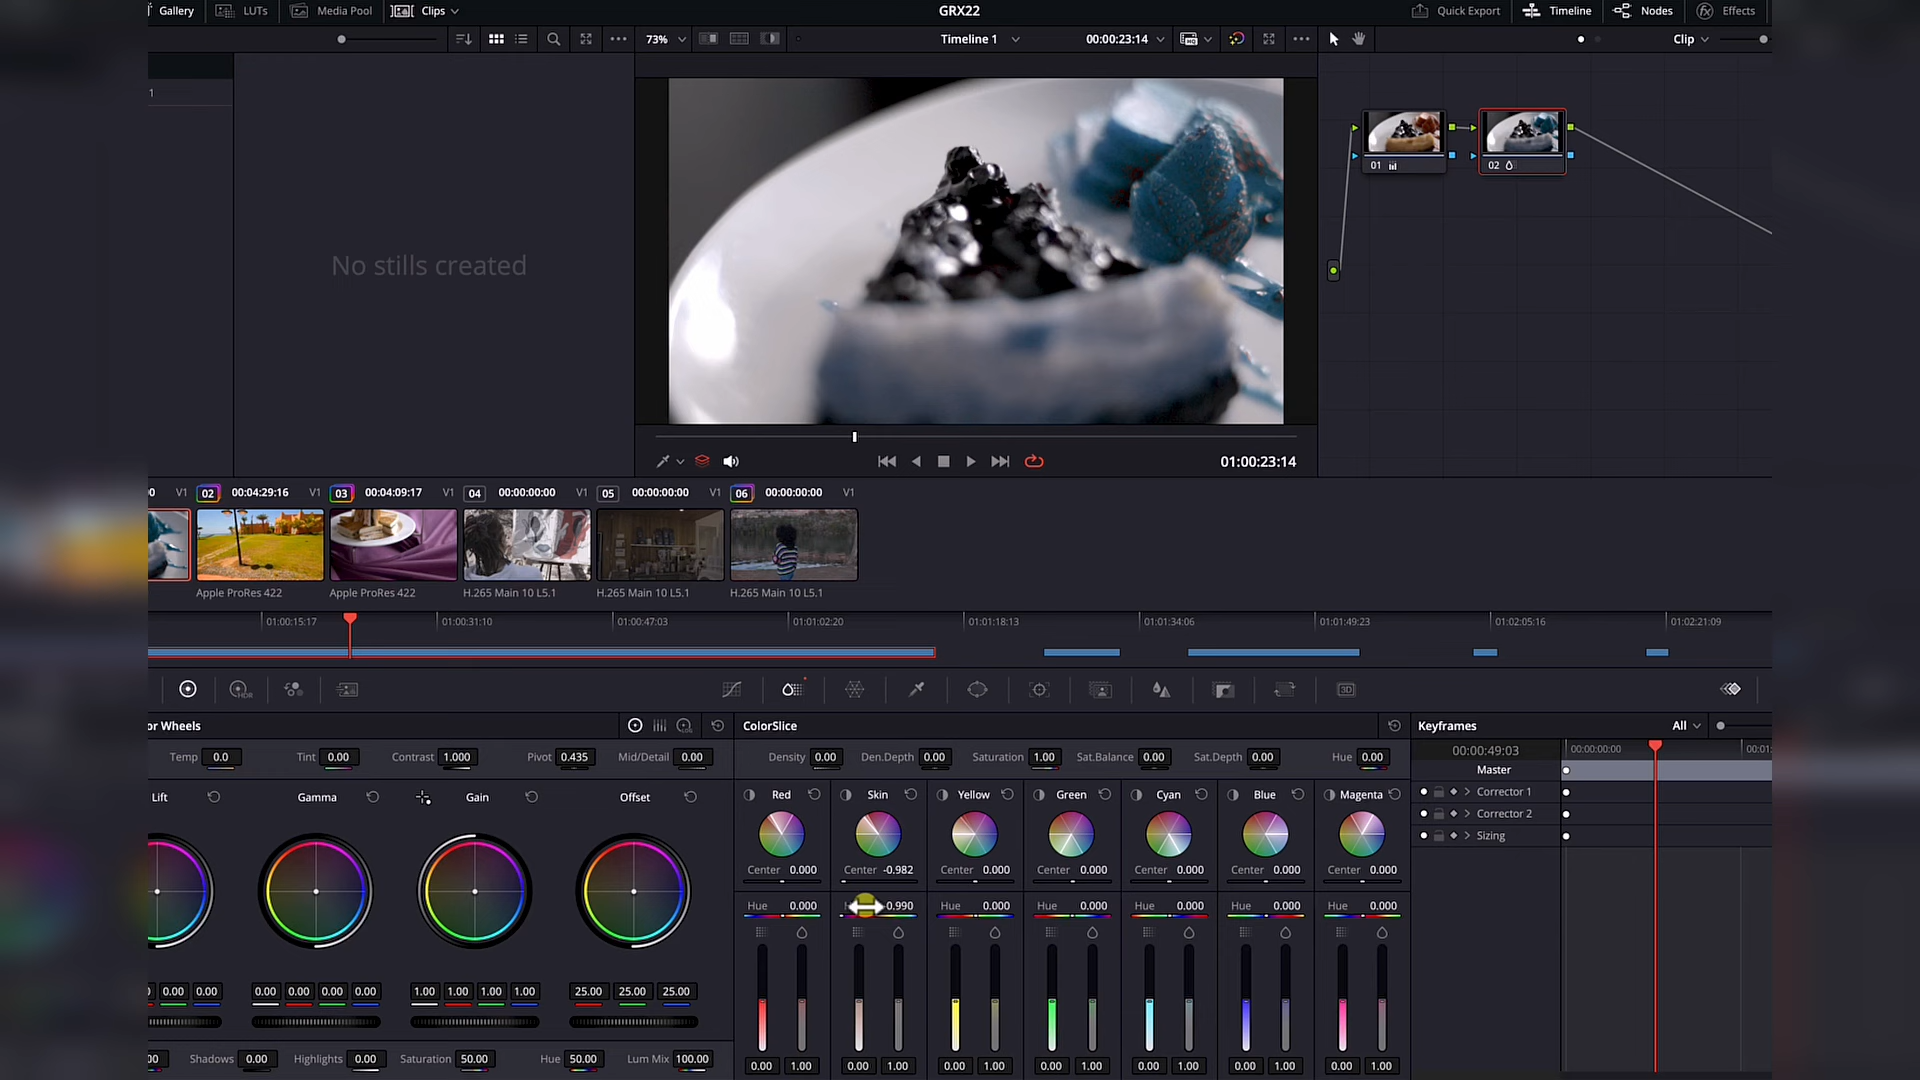 Gallery LUTs Media Pool Clips GRX22 Quick Export Timeline Nodes Effects
73% Timeline 1 00:00:23:14 Clip
1
No stills created
01 02
01:00:23:14
V1 02 00:04:29:16 V1 03 00:04:09:17 V1 04 00:00:00:00 V1 05 00:00:00:00 V1 06 00:00:00:00 V1
Apple ProRes 422 Apple ProRes 422 H.265 Main 10 L5.1 H.265 Main 10 L5.1 H.265 Main 10 L5.1
01:00:15:17 01:00:31:10 01:00:47:03 01:01:02:20 01:01:18:13 01:01:34:06 01:01:49:23 01:02:05:16 01:02:21:09
HDR 3D
or Wheels ColorSlice Keyframes All
Temp 0.0 Tint 0.00 Contrast 1.000 Pivot 0.435 Mid/Detail 0.00 Density 0.00 Den.Depth 0.00 Saturation 1.00 Sat.Balance 0.00 Sat.Depth 0.00 Hue 0.00 00:00:49:03 00:00:00:00 00:01:
Master
Lift Gamma Gain Offset Red Skin Yellow Green Cyan Blue Magenta Corrector 1
Corrector 2
Sizing
Center 0.000 Center -0.982 Center 0.000 Center 0.000 Center 0.000 Center 0.000 Center 0.000
Hue 0.000 0.990 Hue 0.000 Hue 0.000 Hue 0.000 Hue 0.000 Hue 0.000
0.00 0.00 0.00 0.00 0.00 0.00 1.00 1.00 1.00 1.00 25.00 25.00 25.00
00 Shadows 0.00 Highlights 0.00 Saturation 50.00 Hue 50.00 Lum Mix 100.00 0.00 1.00 0.00 1.00 0.00 1.00 0.00 1.00 0.00 1.00 0.00 1.00 0.00 1.00